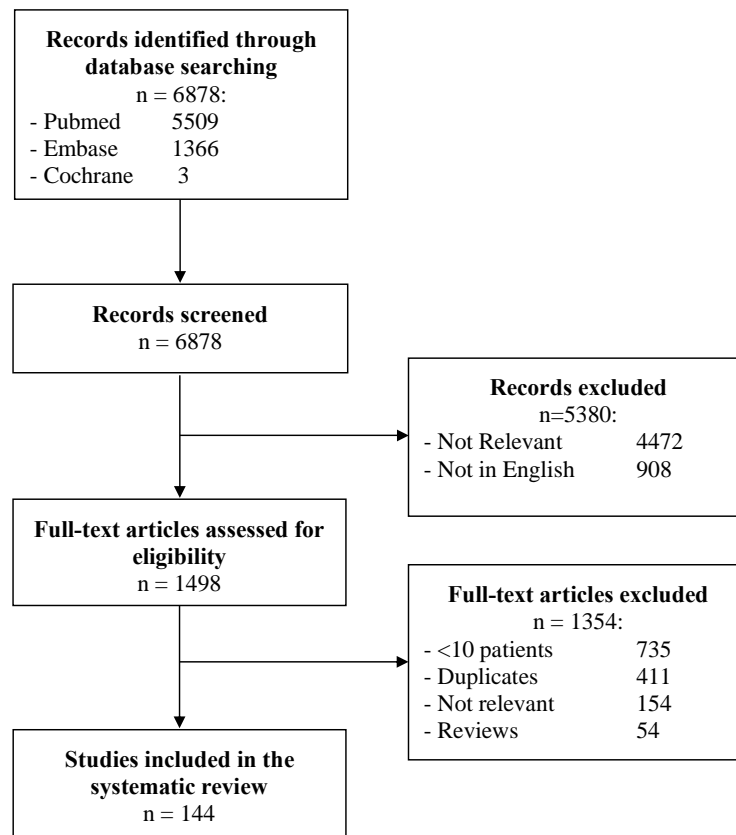 Records identified through
database searching
n = 6878:
- Pubmed 5509
- Embase 1366
- Cochrane 3
Records screened
n = 6878
Records excluded
n=5380:
- Not Relevant 4472
- Not in English 908
Full-text articles assessed for
eligibility
n = 1498
Full-text articles excluded
n = 1354:
- <10 patients 735
- Duplicates 411
- Not relevant 154
- Reviews 54
Studies included in the
systematic review
n = 144